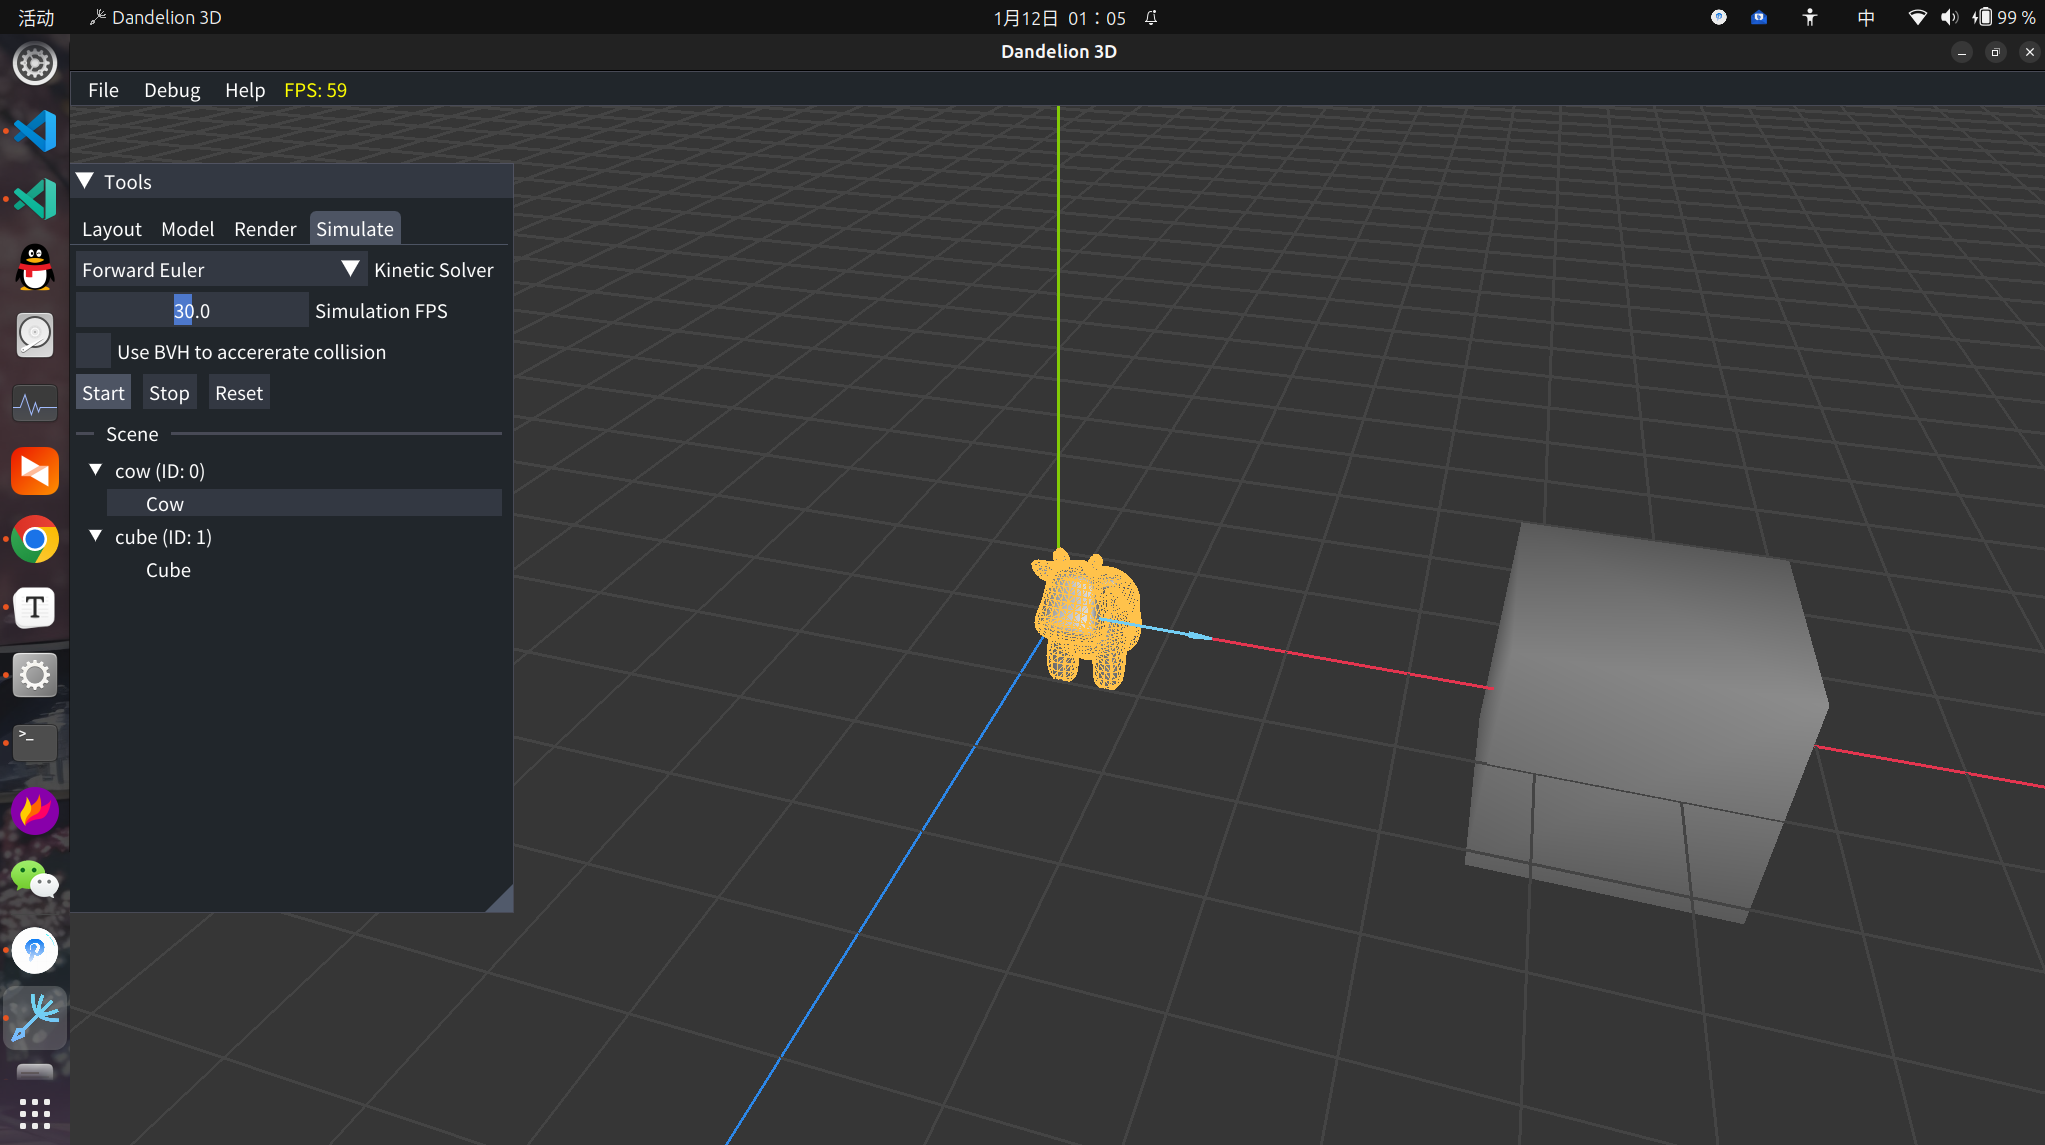 活动 Dandelion 3D 1月12日 01：05 中 99 %
Dandelion 3D
File Debug Help FPS: 59
Tools
Layout Model Render Simulate
Forward Euler Kinetic Solver
30.0 Simulation FPS
Use BVH to accererate collision
Start Stop Reset
Scene
cow (ID: 0)
Cow
cube (ID: 1)
Cube
T
>_